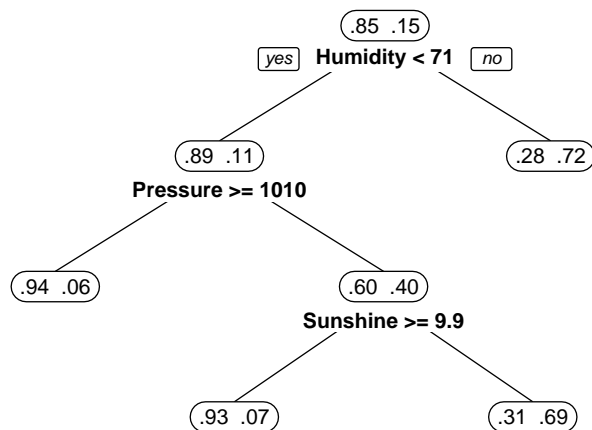 .85 .15
yes Humidity < 71 no
.89 .11
.28 .72
Pressure >= 1010
.94 .06
.60 .40
Sunshine >= 9.9
.93 .07
.31 .69